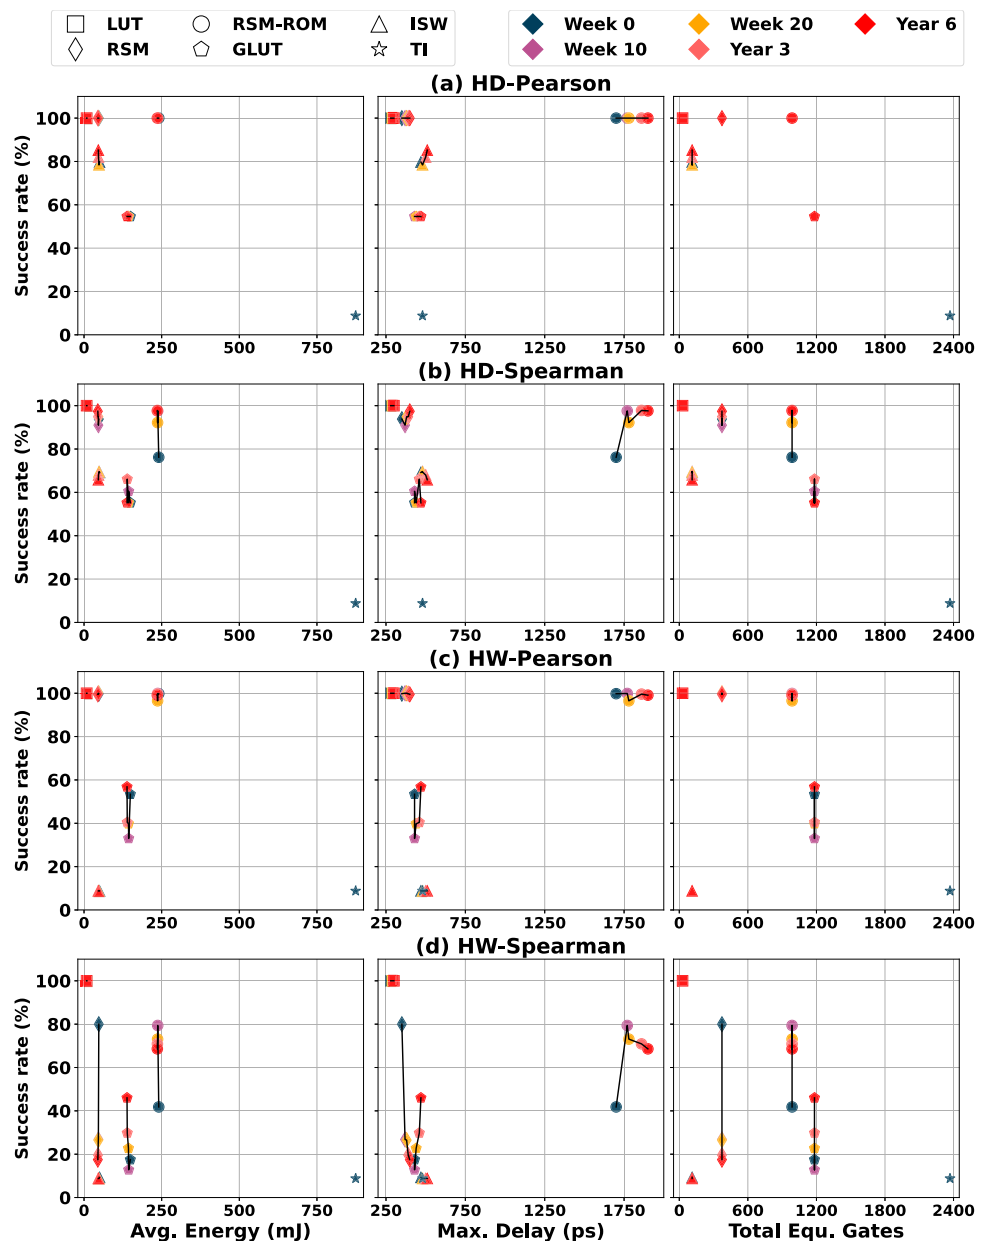 LUT RSM-ROM ISW Week 0 Week 20 Year 6
RSM GLUT TI Week 10 Year 3
(a) HD-Pearson
Success rate (%)
100
80
60
40
20
0
0 250 500 750 250 750 1250 1750 0 600 1200 1800 2400
(b) HD-Spearman
Success rate (%)
100
80
60
40
20
0
0 250 500 750 250 750 1250 1750 0 600 1200 1800 2400
(c) HW-Pearson
Success rate (%)
100
80
60
40
20
0
0 250 500 750 250 750 1250 1750 0 600 1200 1800 2400
(d) HW-Spearman
Success rate (%)
100
80
60
40
20
0
0 250 500 750 250 750 1250 1750 0 600 1200 1800 2400
Avg. Energy (mJ) Max. Delay (ps) Total Equ. Gates